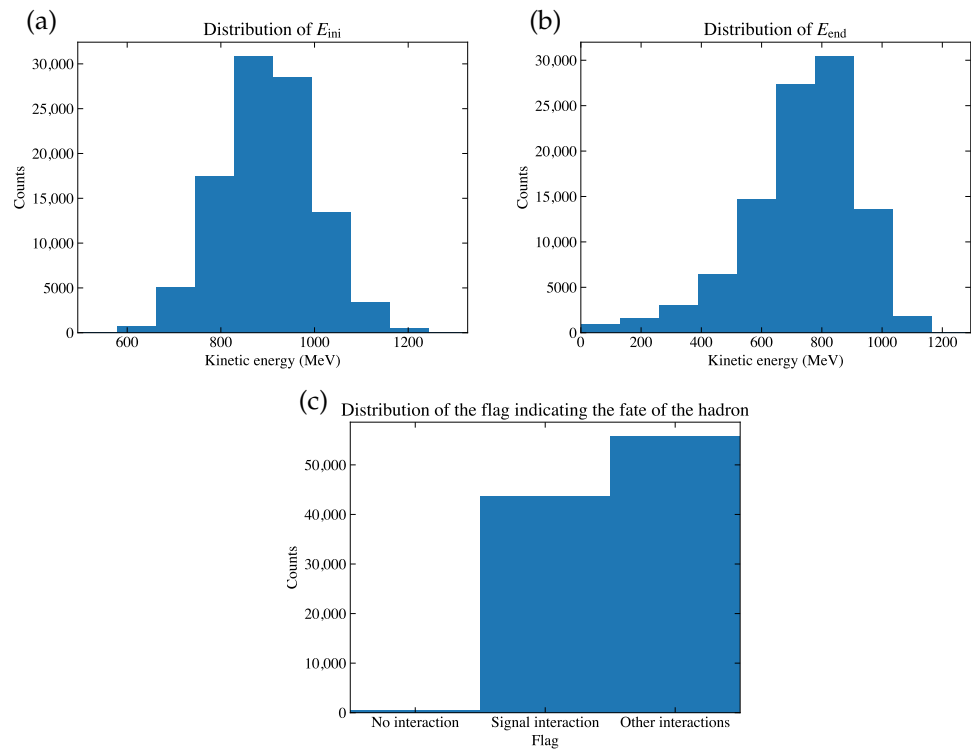 (a)
Distribution of E_ini
30,000
25,000
20,000
15,000
10,000
5000
0
Counts
600 800 1000 1200
Kinetic energy (MeV)
(b)
Distribution of E_end
30,000
25,000
20,000
15,000
10,000
5000
0
Counts
0 200 400 600 800 1000 1200
Kinetic energy (MeV)
(c)
Distribution of the flag indicating the fate of the hadron
50,000
40,000
30,000
20,000
10,000
0
Counts
No interaction Signal interaction Other interactions
Flag